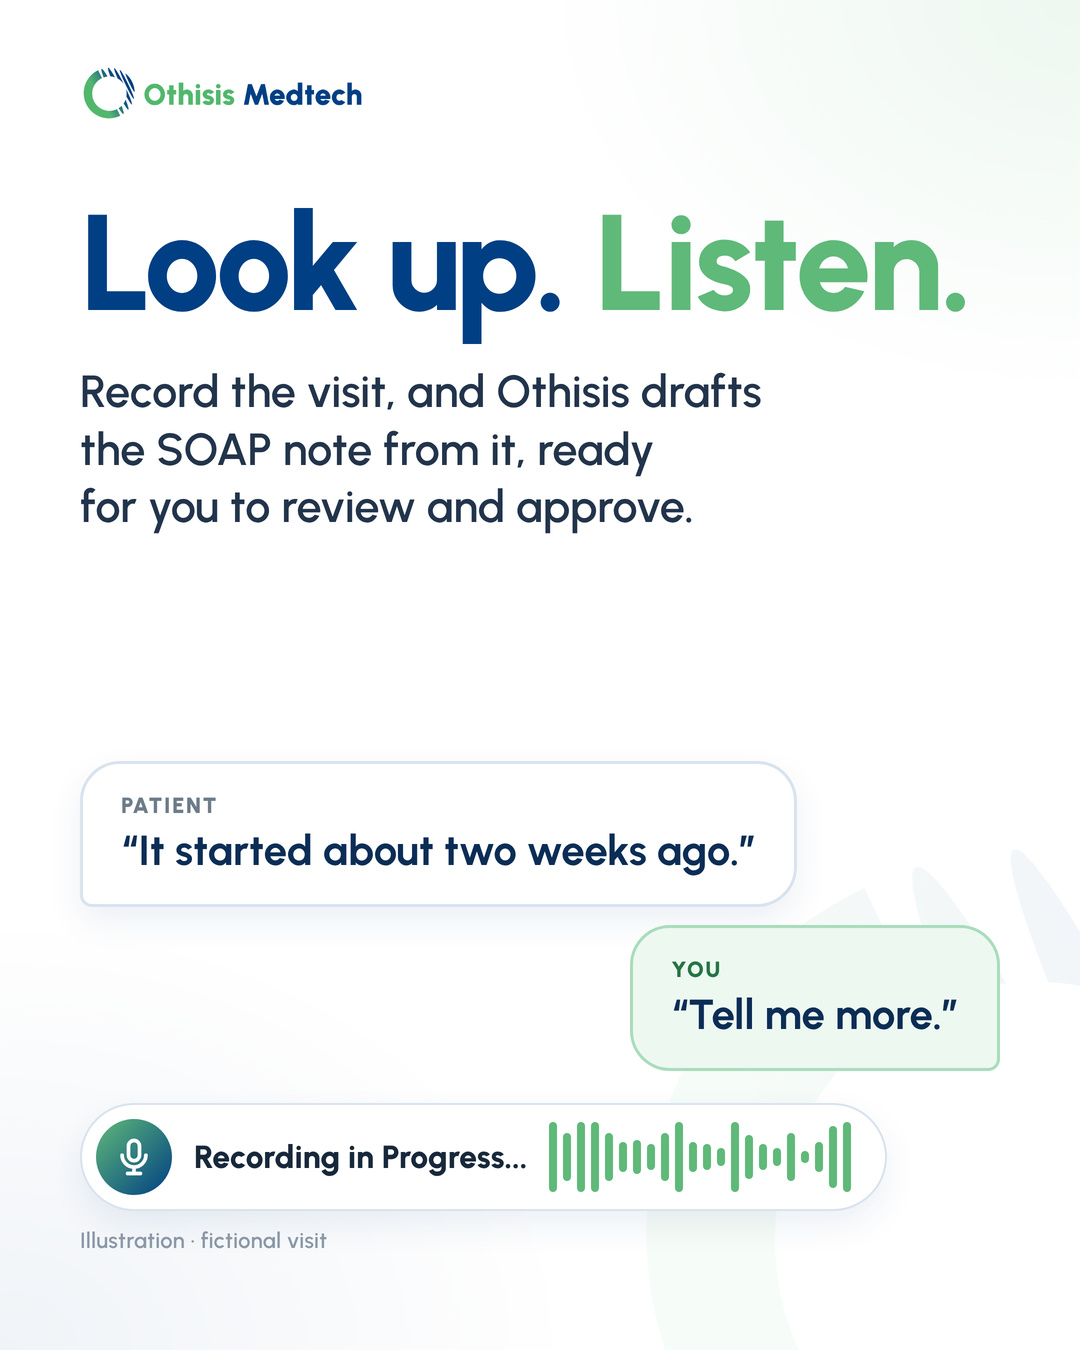 Othisis Medtech
Look up. Listen.
Record the visit, and Othisis drafts
the SOAP note from it, ready
for you to review and approve.
PATIENT
“It started about two weeks ago.”
YOU
“Tell me more.”
Recording in Progress...
Illustration · fictional visit